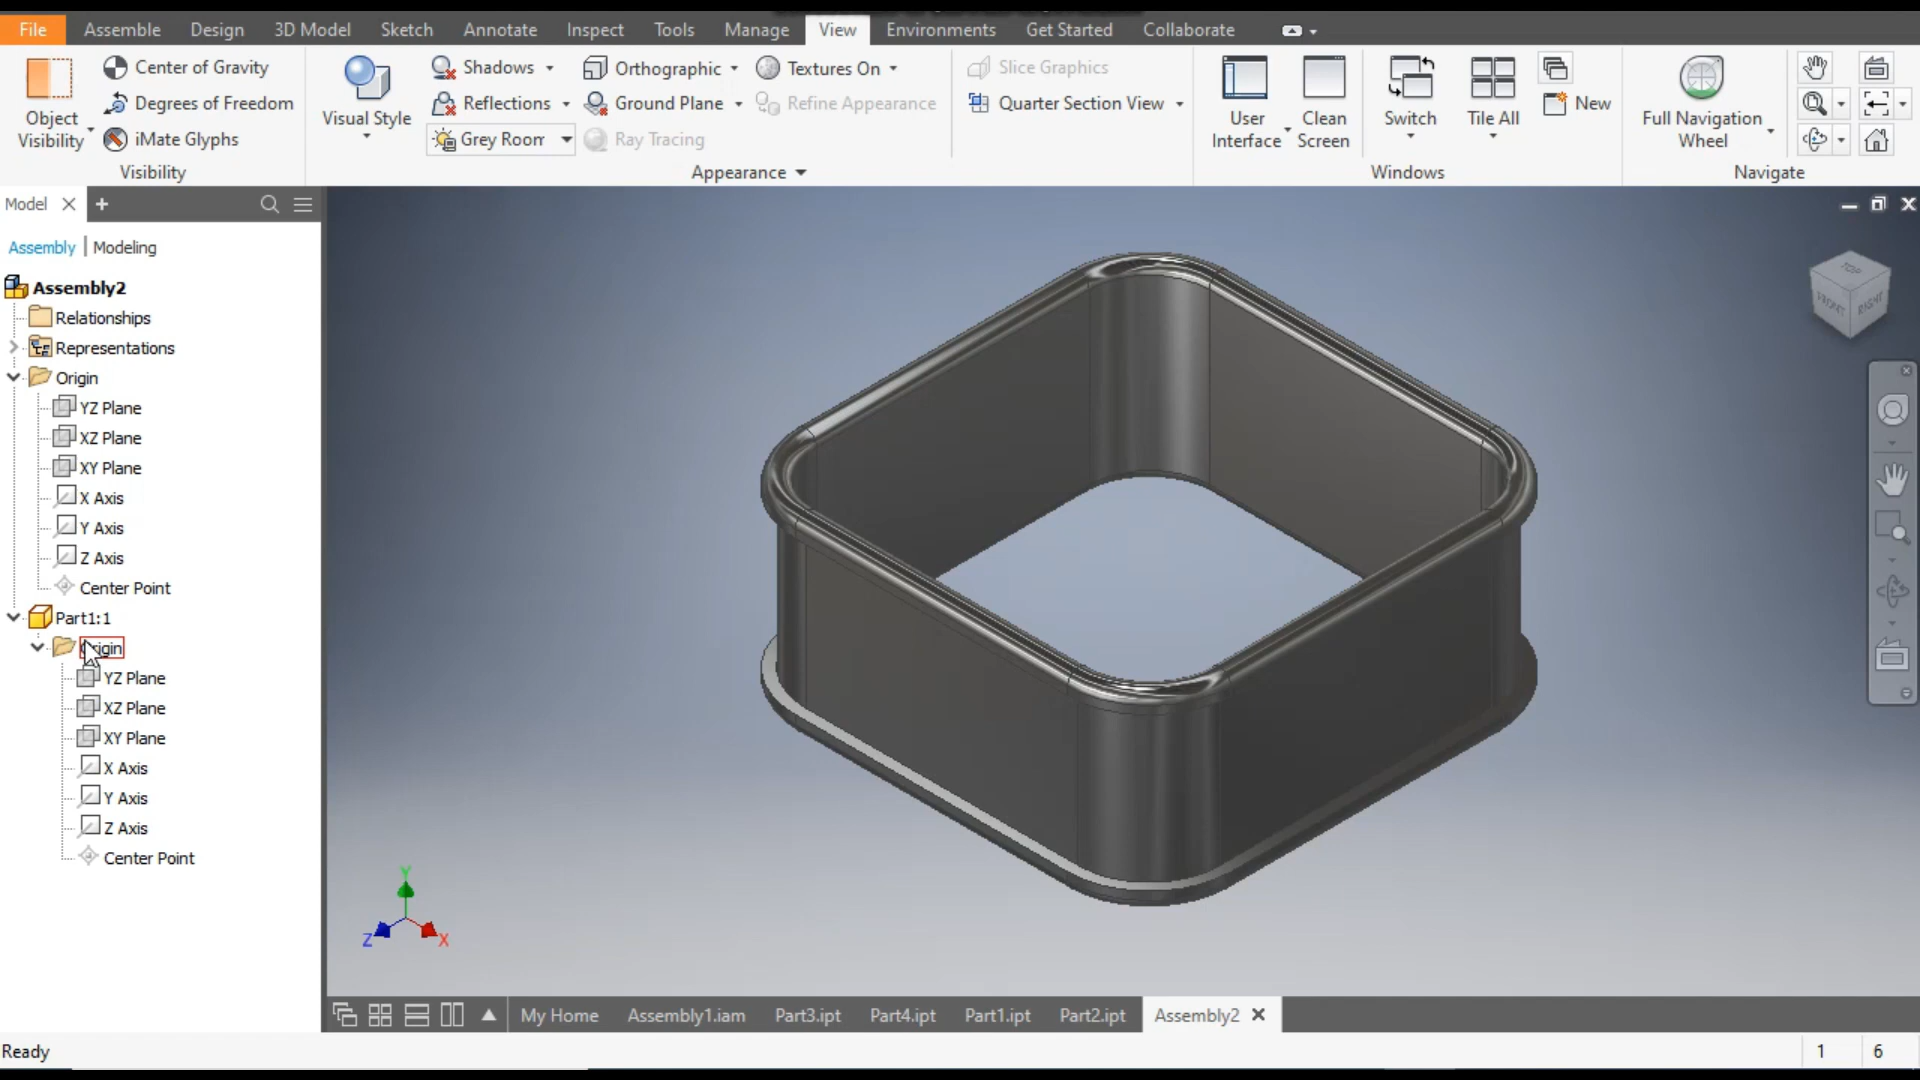 File Assemble Design 3D Model Sketch Annotate Inspect Tools Manage View Environments Get Started Collaborate
Object Visibility
Center of Gravity
Degrees of Freedom
iMate Glyphs
Visibility
Visual Style
Shadows
Reflections
Grey Room
Orthographic
Ground Plane
Ray Tracing
Textures On
Refine Appearance
Appearance
Slice Graphics
Quarter Section View
User Interface
Clean Screen
Switch
Tile All
New
Windows
Full Navigation Wheel
Navigate
Model
Assembly | Modeling
Assembly2
Relationships
Representations
Origin
YZ Plane
XZ Plane
XY Plane
X Axis
Y Axis
Z Axis
Center Point
Part1:1
Origin
YZ Plane
XZ Plane
XY Plane
X Axis
Y Axis
Z Axis
Center Point
TOP
FRONT
RIGHT
Y
Z
X
My Home Assembly1.iam Part3.ipt Part4.ipt Part1.ipt Part2.ipt Assembly2
Ready
1 6